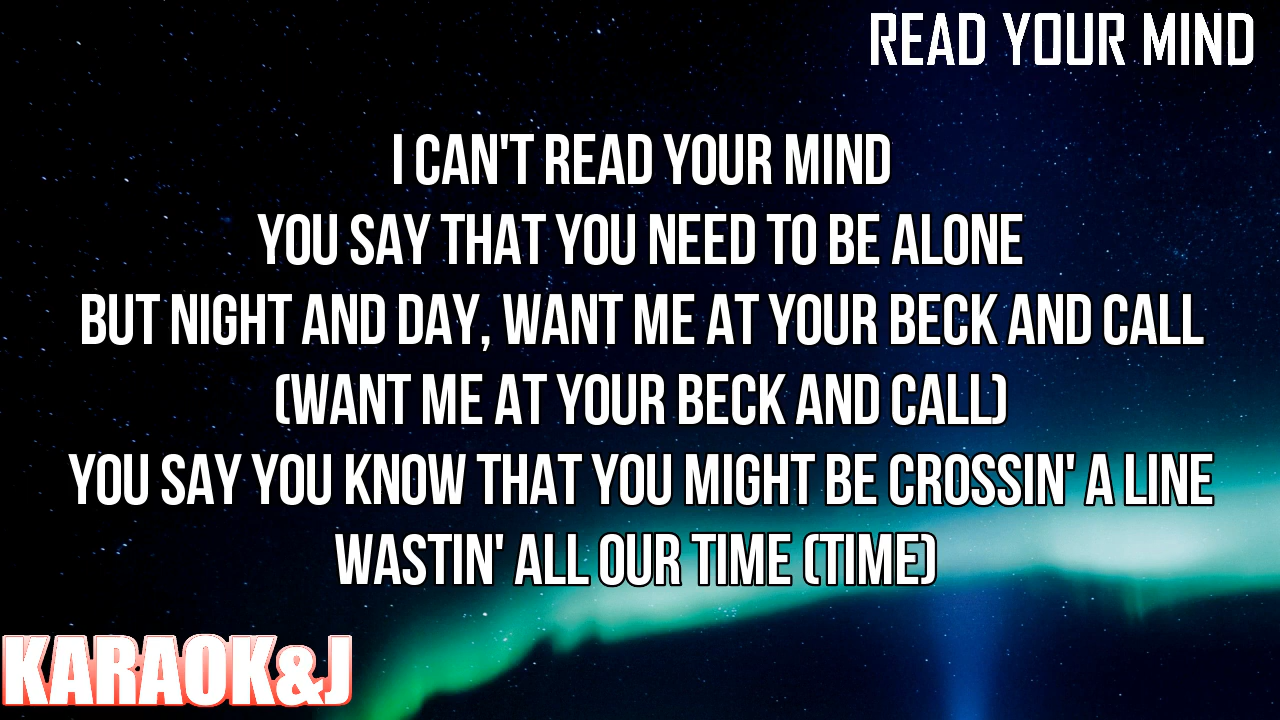 READ YOUR MIND
I CAN'T READ YOUR MIND
YOU SAY THAT YOU NEED TO BE ALONE
BUT NIGHT AND DAY, WANT ME AT YOUR BECK AND CALL
(WANT ME AT YOUR BECK AND CALL)
YOU SAY YOU KNOW THAT YOU MIGHT BE CROSSIN' A LINE
WASTIN' ALL OUR TIME (TIME)
KARAOK&J